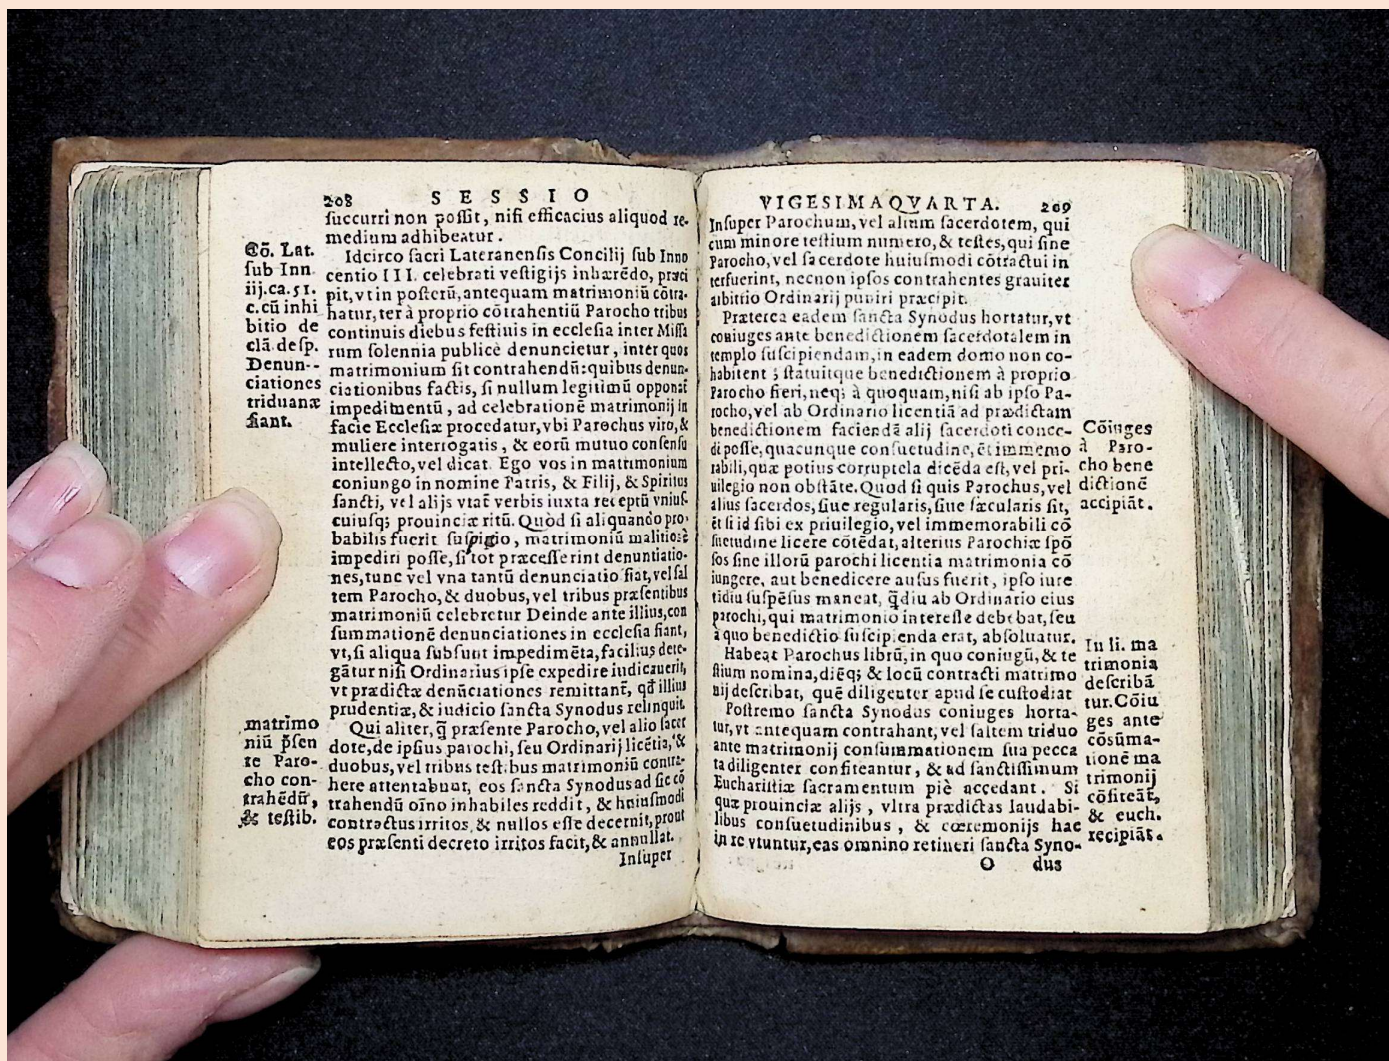 208 SESSIO
succurri non possit, nisi efficacius aliquod re-
medium adhibeatur.
Idcirco sacri Lateranensis Concilij sub Inno
centio III. celebrati vestigijs inhærēdo, præci
pit, vt in posterū, antequam matrimoniū cōtra-
hatur, ter à proprio cōtrahentiū Parocho tribus
continuis diebus festiuis in ecclesia inter Missa
rum solennia publicè denuncietur, inter quos
matrimonium sit contrahendū: quibus denun-
ciationibus factis, si nullum legitimū opponat̄
impedimentū, ad celebrationē matrimonij in
facie Ecclesiæ procedatur, vbi Parochus viro, &
muliere interrogatis, & eorū mutuo consensu
intellecto, vel dicat. Ego vos in matrimonium
coniungo in nomine Patris, & Filij, & Spiritus
sancti, vel alijs vtat̄ verbis iuxta receptū vnius-
cuiusq; prouinciæ ritū. Quòd si aliquando pro-
babilis fuerit suspigio, matrimoniū malitiosè
impediri posse, si tot præcesserint denuntiatio-
nes, tunc vel vna tantū denunciatio fiat, vel sal
tem Parocho, & duobus, vel tribus præsentibus
matrimoniū celebretur Deinde ante illius, con
summationē denunciationes in ecclesia fiant,
vt, si aliqua subsunt impedimēta, facilius dete-
gātur nisi Ordinarius ipse expedire iudicauerit,
vt prædictæ denūciationes remittant̄, qd̄ illius
prudentiæ, & iudicio sancta Synodus relinquit.
Qui aliter, q̄ præsente Parocho, vel alio sacer
dote, de ipsius parochi, seu Ordinarij licētia, &
duobus, vel tribus testibus matrimoniū contra-
here attentabunt, eos sancta Synodus ad sic cō
trahendū oīno inhabiles reddit, & huiusmodi
contractus irritos, & nullos esse decernit, prout
eos præsenti decreto irritos facit, & annullat.
Insuper
Cō. Lat.
sub Inn
iij. ca. 51.
c. cū inhi
bitio de
clā. desp.
Denun--
ciationes
triduanæ
fiant.
matrimo
niū p̄sen
te Paro-
cho con-
trahēdū,
& testib.
VIGESIMAQVARTA. 209
Insuper Parochum, vel alium sacerdotem, qui
cum minore testium numero, & testes, qui sine
Parocho, vel sacerdote huiusmodi cōtractui in
terfuerint, necnon ipsos contrahentes grauiter
arbitrio Ordinarij puniri præcipit.
Præterea eadem sancta Synodus hortatur, vt
coniuges ante benedictionem sacerdotalem in
templo suscipiendam, in eadem domo non co-
habitent; statuitque benedictionem à proprio
Parocho fieri, neq; à quoquam, nisi ab ipso Pa-
rocho, vel ab Ordinario licentiā ad prædictam
benedictionem faciendā alij sacerdoti conce-
di posse, quacunque consuetudine, ēt immemo
rabili, quæ potius corruptela dicēda est, vel pri-
uilegio non obstāte. Quod si quis Parochus, vel
alius sacerdos, siue regularis, siue sæcularis sit,
ēt si id sibi ex priuilegio, vel immemorabili cō
suetudine licere cōtēdat, alterius Parochiæ spō
sos sine illorū parochi licentia matrimonia cō
iungere, aut benedicere ausus fuerit, ipso iure
tādiu suspēsus maneat, q̄diu ab Ordinario eius
parochi, qui matrimonio interesse debebat, seu
à quo benedictio suscipienda erat, absoluatur.
Habeat Parochus librū, in quo coniugū, & te
stium nomina, diēq; & locū contracti matrimo
nij describat, quē diligenter apud se custodiat
Postremo sancta Synodus coniuges horta-
tur, vt antequam contrahant, vel saltem triduo
ante matrimonij consummationem sua pecca
ta diligenter confiteantur, & ad sanctissimum
Eucharistiæ sacramentum piè accedant. Si
quæ prouinciæ alijs, vltra prædictas laudabi-
libus consuetudinibus, & cœremonijs hac
in re vtuntur, eas omnino retineri sancta Syno-
O dus
Cōiuges
à Paro-
cho bene
dictionē
accipiāt.
In li. ma
trimonia
describā
tur. Cōiu
ges ante
cōsūma-
tionē ma
trimonij
cōfiteāt,
& euch.
recipiāt.